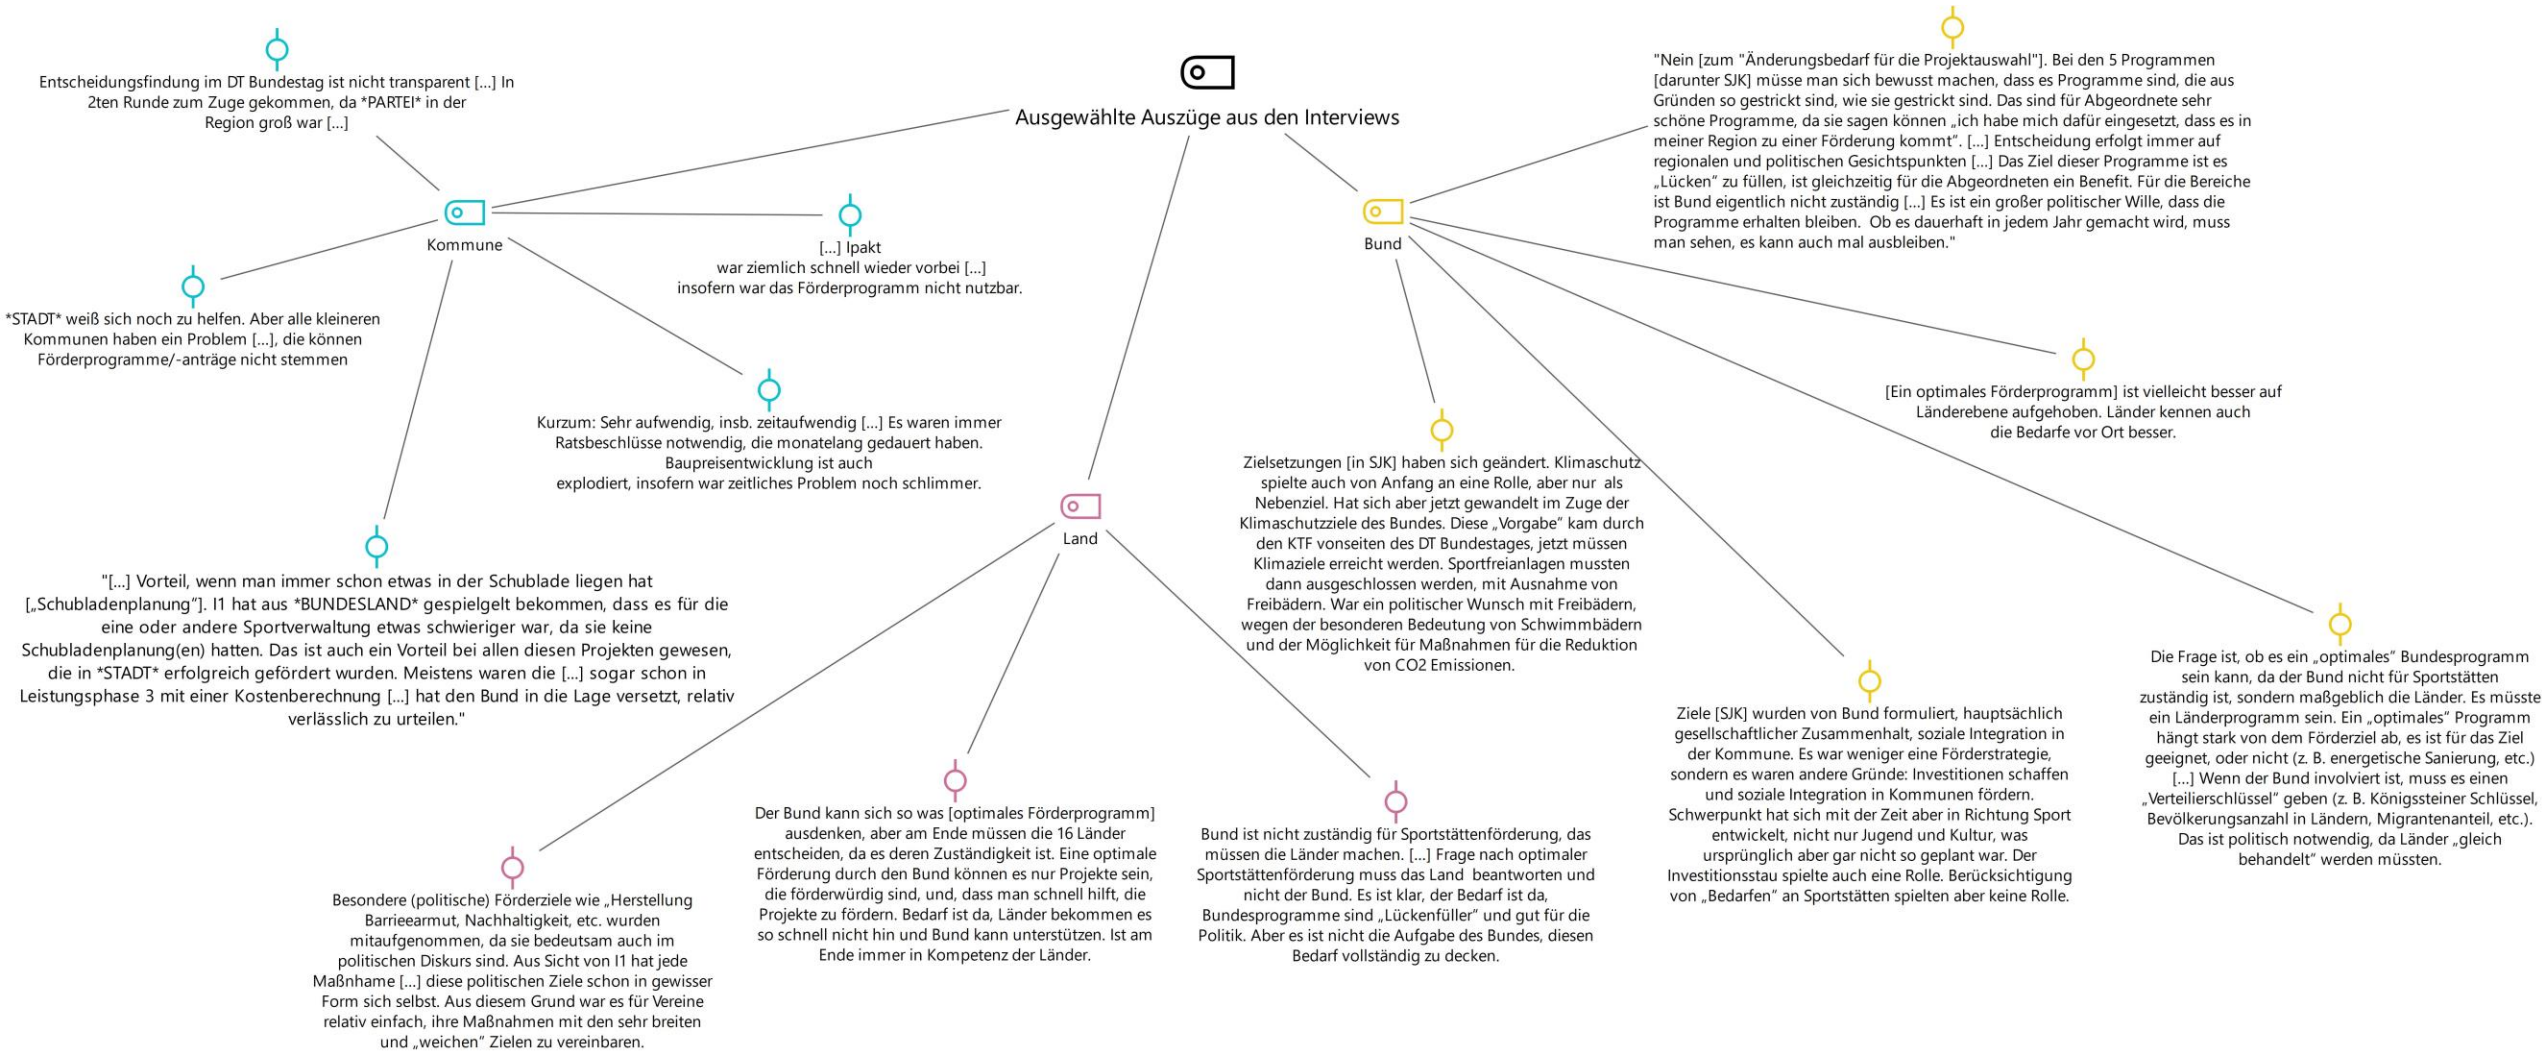 Ausgewählte Auszüge aus den Interviews
Kommune
Entscheidungsfindung im DT Bundestag ist nicht transparent [...] In
2ten Runde zum Zuge gekommen, da *PARTEI* in der
Region groß war [...]
[...] Ipakt
war ziemlich schnell wieder vorbei [...]
insofern war das Förderprogramm nicht nutzbar.
*STADT* weiß sich noch zu helfen. Aber alle kleineren
Kommunen haben ein Problem [...], die können
Förderprogramme/-anträge nicht stemmen
Kurzum: Sehr aufwendig, insb. zeitaufwendig [...] Es waren immer
Ratsbeschlüsse notwendig, die monatelang gedauert haben.
Baupreisentwicklung ist auch
explodiert, insofern war zeitliches Problem noch schlimmer.
"[...] Vorteil, wenn man immer schon etwas in der Schublade liegen hat
[„Schubladenplanung“]. I1 hat aus *BUNDESLAND* gespielgelt bekommen, dass es für die
eine oder andere Sportverwaltung etwas schwieriger war, da sie keine
Schubladenplanung(en) hatten. Das ist auch ein Vorteil bei allen diesen Projekten gewesen,
die in *STADT* erfolgreich gefördert wurden. Meistens waren die [...] sogar schon in
Leistungsphase 3 mit einer Kostenberechnung [...] hat den Bund in die Lage versetzt, relativ
verlässlich zu urteilen."
Land
Besondere (politische) Förderziele wie „Herstellung
Barrieearmut, Nachhaltigkeit, etc. wurden
mitaufgenommen, da sie bedeutsam auch im
politischen Diskurs sind. Aus Sicht von I1 hat jede
Maßnhame [...] diese politischen Ziele schon in gewisser
Form sich selbst. Aus diesem Grund war es für Vereine
relativ einfach, ihre Maßnahmen mit den sehr breiten
und „weichen“ Zielen zu vereinbaren.
Der Bund kann sich so was [optimales Förderprogramm]
ausdenken, aber am Ende müssen die 16 Länder
entscheiden, da es deren Zuständigkeit ist. Eine optimale
Förderung durch den Bund können es nur Projekte sein,
die förderwürdig sind, und, dass man schnell hilft, die
Projekte zu fördern. Bedarf ist da, Länder bekommen es
so schnell nicht hin und Bund kann unterstützen. Ist am
Ende immer in Kompetenz der Länder.
Bund ist nicht zuständig für Sportstättenförderung, das
müssen die Länder machen. [...] Frage nach optimaler
Sportstättenförderung muss das Land beantworten und
nicht der Bund. Es ist klar, der Bedarf ist da,
Bundesprogramme sind „Lückenfüller“ und gut für die
Politik. Aber es ist nicht die Aufgabe des Bundes, diesen
Bedarf vollständig zu decken.
Bund
"Nein [zum "Änderungsbedarf für die Projektauswahl"]. Bei den 5 Programmen
[darunter SJK] müsse man sich bewusst machen, dass es Programme sind, die aus
Gründen so gestrickt sind, wie sie gestrickt sind. Das sind für Abgeordnete sehr
schöne Programme, da sie sagen können „ich habe mich dafür eingesetzt, dass es in
meiner Region zu einer Förderung kommt“. [...] Entscheidung erfolgt immer auf
regionalen und politischen Gesichtspunkten [...] Das Ziel dieser Programme ist es
„Lücken“ zu füllen, ist gleichzeitig für die Abgeordneten ein Benefit. Für die Bereiche
ist Bund eigentlich nicht zuständig [...] Es ist ein großer politischer Wille, dass die
Programme erhalten bleiben. Ob es dauerhaft in jedem Jahr gemacht wird, muss
man sehen, es kann auch mal ausbleiben."
[Ein optimales Förderprogramm] ist vielleicht besser auf
Länderebene aufgehoben. Länder kennen auch
die Bedarfe vor Ort besser.
Zielsetzungen [in SJK] haben sich geändert. Klimaschutz
spielte auch von Anfang an eine Rolle, aber nur als
Nebenziel. Hat sich aber jetzt gewandelt im Zuge der
Klimaschutzziele des Bundes. Diese „Vorgabe“ kam durch
den KTF vonseiten des DT Bundestages, jetzt müssen
Klimaziele erreicht werden. Sportfreianlagen mussten
dann ausgeschlossen werden, mit Ausnahme von
Freibädern. War ein politischer Wunsch mit Freibädern,
wegen der besonderen Bedeutung von Schwimmbädern
und der Möglichkeit für Maßnahmen für die Reduktion
von CO2 Emissionen.
Ziele [SJK] wurden von Bund formuliert, hauptsächlich
gesellschaftlicher Zusammenhalt, soziale Integration in
der Kommune. Es war weniger eine Förderstrategie,
sondern es waren andere Gründe: Investitionen schaffen
und soziale Integration in Kommunen fördern.
Schwerpunkt hat sich mit der Zeit aber in Richtung Sport
entwickelt, nicht nur Jugend und Kultur, was
ursprünglich aber gar nicht so geplant war. Der
Investitionsstau spielte auch eine Rolle. Berücksichtigung
von „Bedarfen“ an Sportstätten spielten aber keine Rolle.
Die Frage ist, ob es ein „optimales“ Bundesprogramm
sein kann, da der Bund nicht für Sportstätten
zuständig ist, sondern maßgeblich die Länder. Es müsste
ein Länderprogramm sein. Ein „optimales“ Programm
hängt stark von dem Förderziel ab, es ist für das Ziel
geeignet, oder nicht (z. B. energetische Sanierung, etc.)
[...] Wenn der Bund involviert ist, muss es einen
„Verteilierschlüssel“ geben (z. B. Königssteiner Schlüssel,
Bevölkerungsanzahl in Ländern, Migrantenanteil, etc.).
Das ist politisch notwendig, da Länder „gleich
behandelt“ werden müssten.